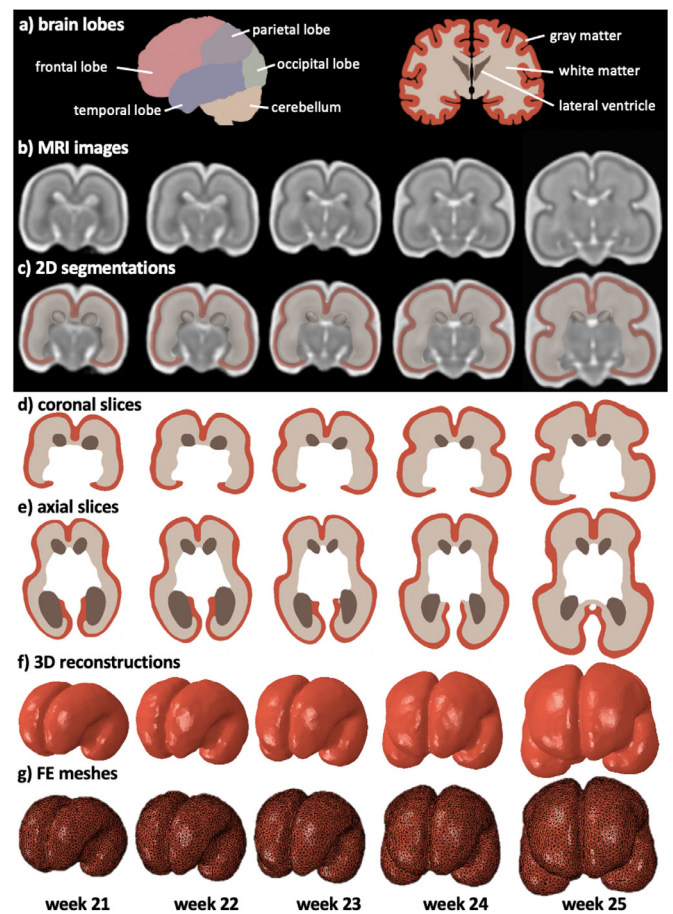 a) brain lobes
parietal lobe
gray matter
frontal lobe
occipital lobe
white matter
temporal lobe
cerebellum
lateral ventricle
b) MRI images
c) 2D segmentations
d) coronal slices
e) axial slices
f) 3D reconstructions
g) FE meshes
week 21 week 22 week 23 week 24 week 25